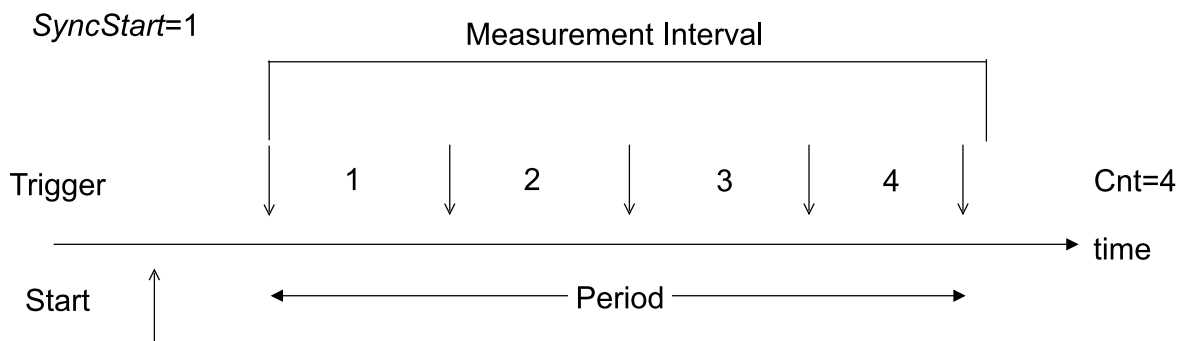 SyncStart=1
Measurement Interval
Trigger 1 2 3 4 Cnt=4
time
Start Period